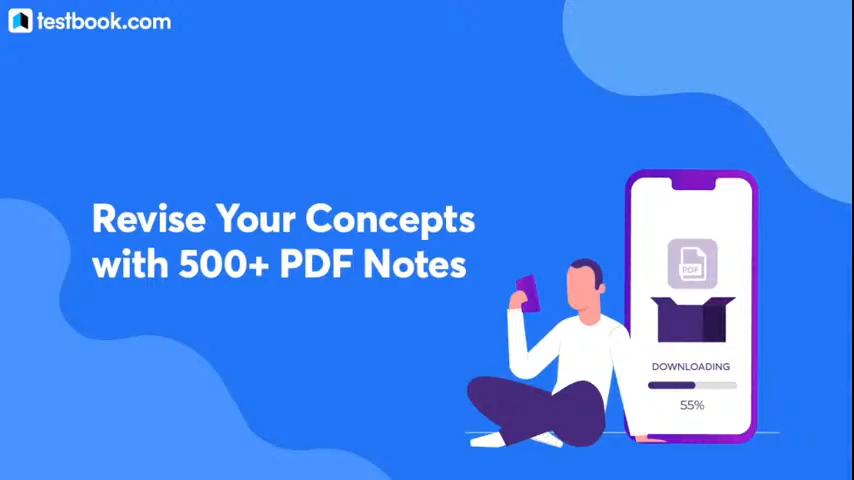 testbook.com
Revise Your Concepts
with 500+ PDF Notes
PDF
DOWNLOADING
55%